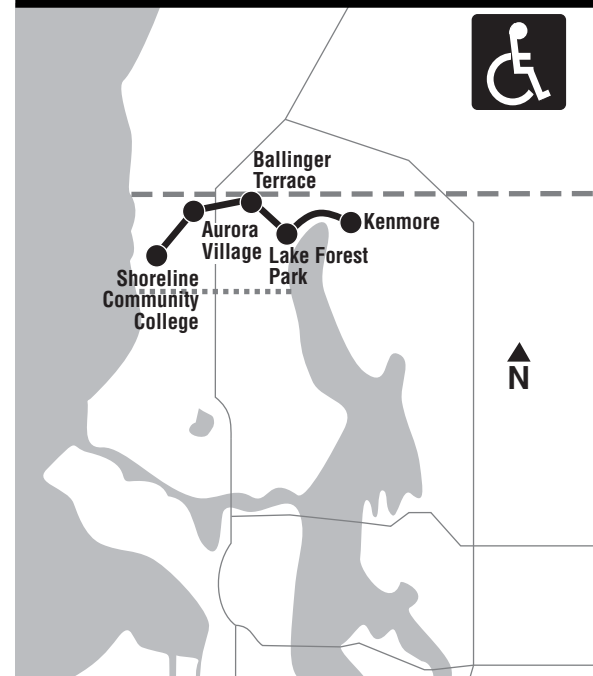 Ballinger
Terrace
Aurora
Village
Kenmore
Lake Forest
Park
Shoreline
Community
College
N